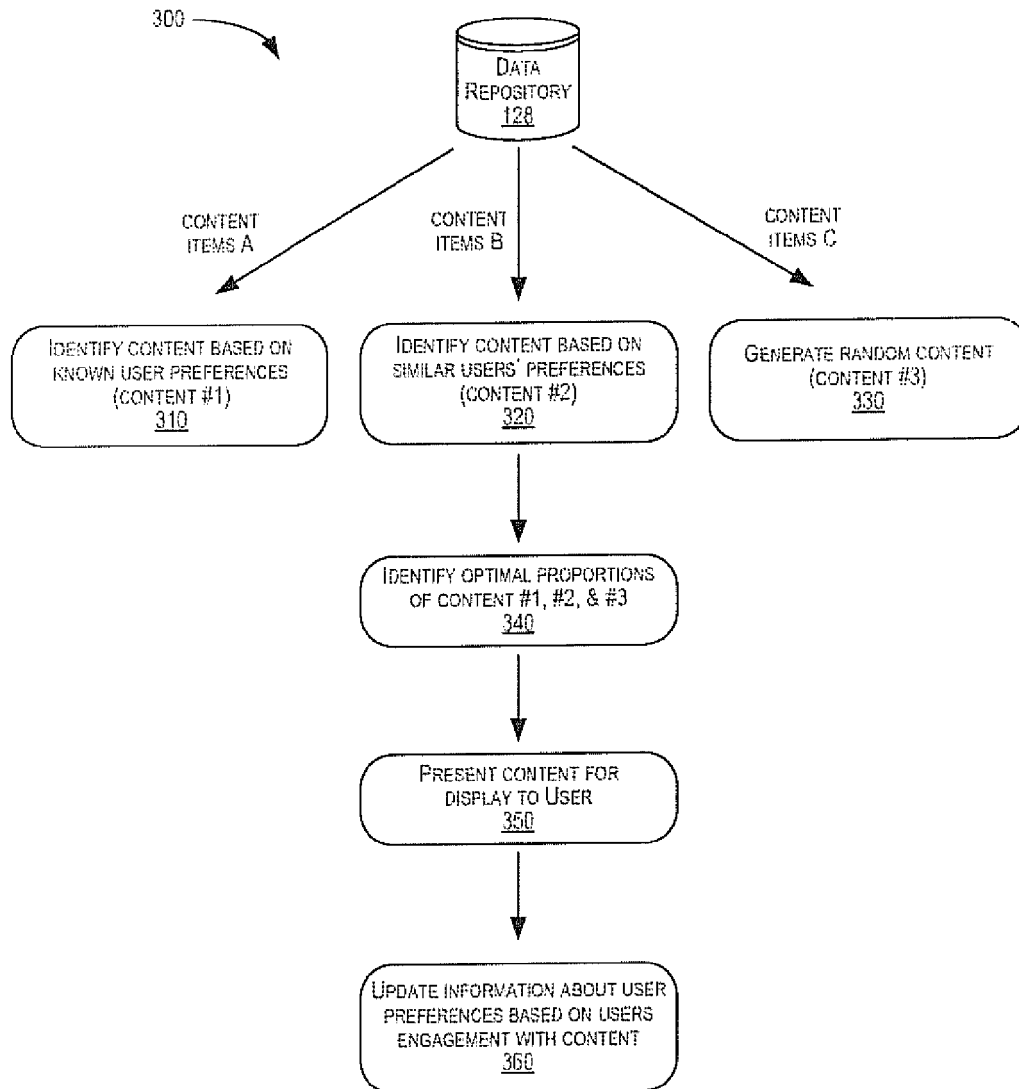 300
DATA
REPOSITORY
128
CONTENT
ITEMS A
CONTENT
ITEMS B
CONTENT
ITEMS C
IDENTIFY CONTENT BASED ON
KNOWN USER PREFERENCES
(CONTENT #1)
310
IDENTIFY CONTENT BASED ON
SIMILAR USERS' PREFERENCES
(CONTENT #2)
320
GENERATE RANDOM CONTENT
(CONTENT #3)
330
IDENTIFY OPTIMAL PROPORTIONS
OF CONTENT #1, #2, & #3
340
PRESENT CONTENT FOR
DISPLAY TO USER
350
UPDATE INFORMATION ABOUT USER
PREFERENCES BASED ON USERS
ENGAGEMENT WITH CONTENT
360